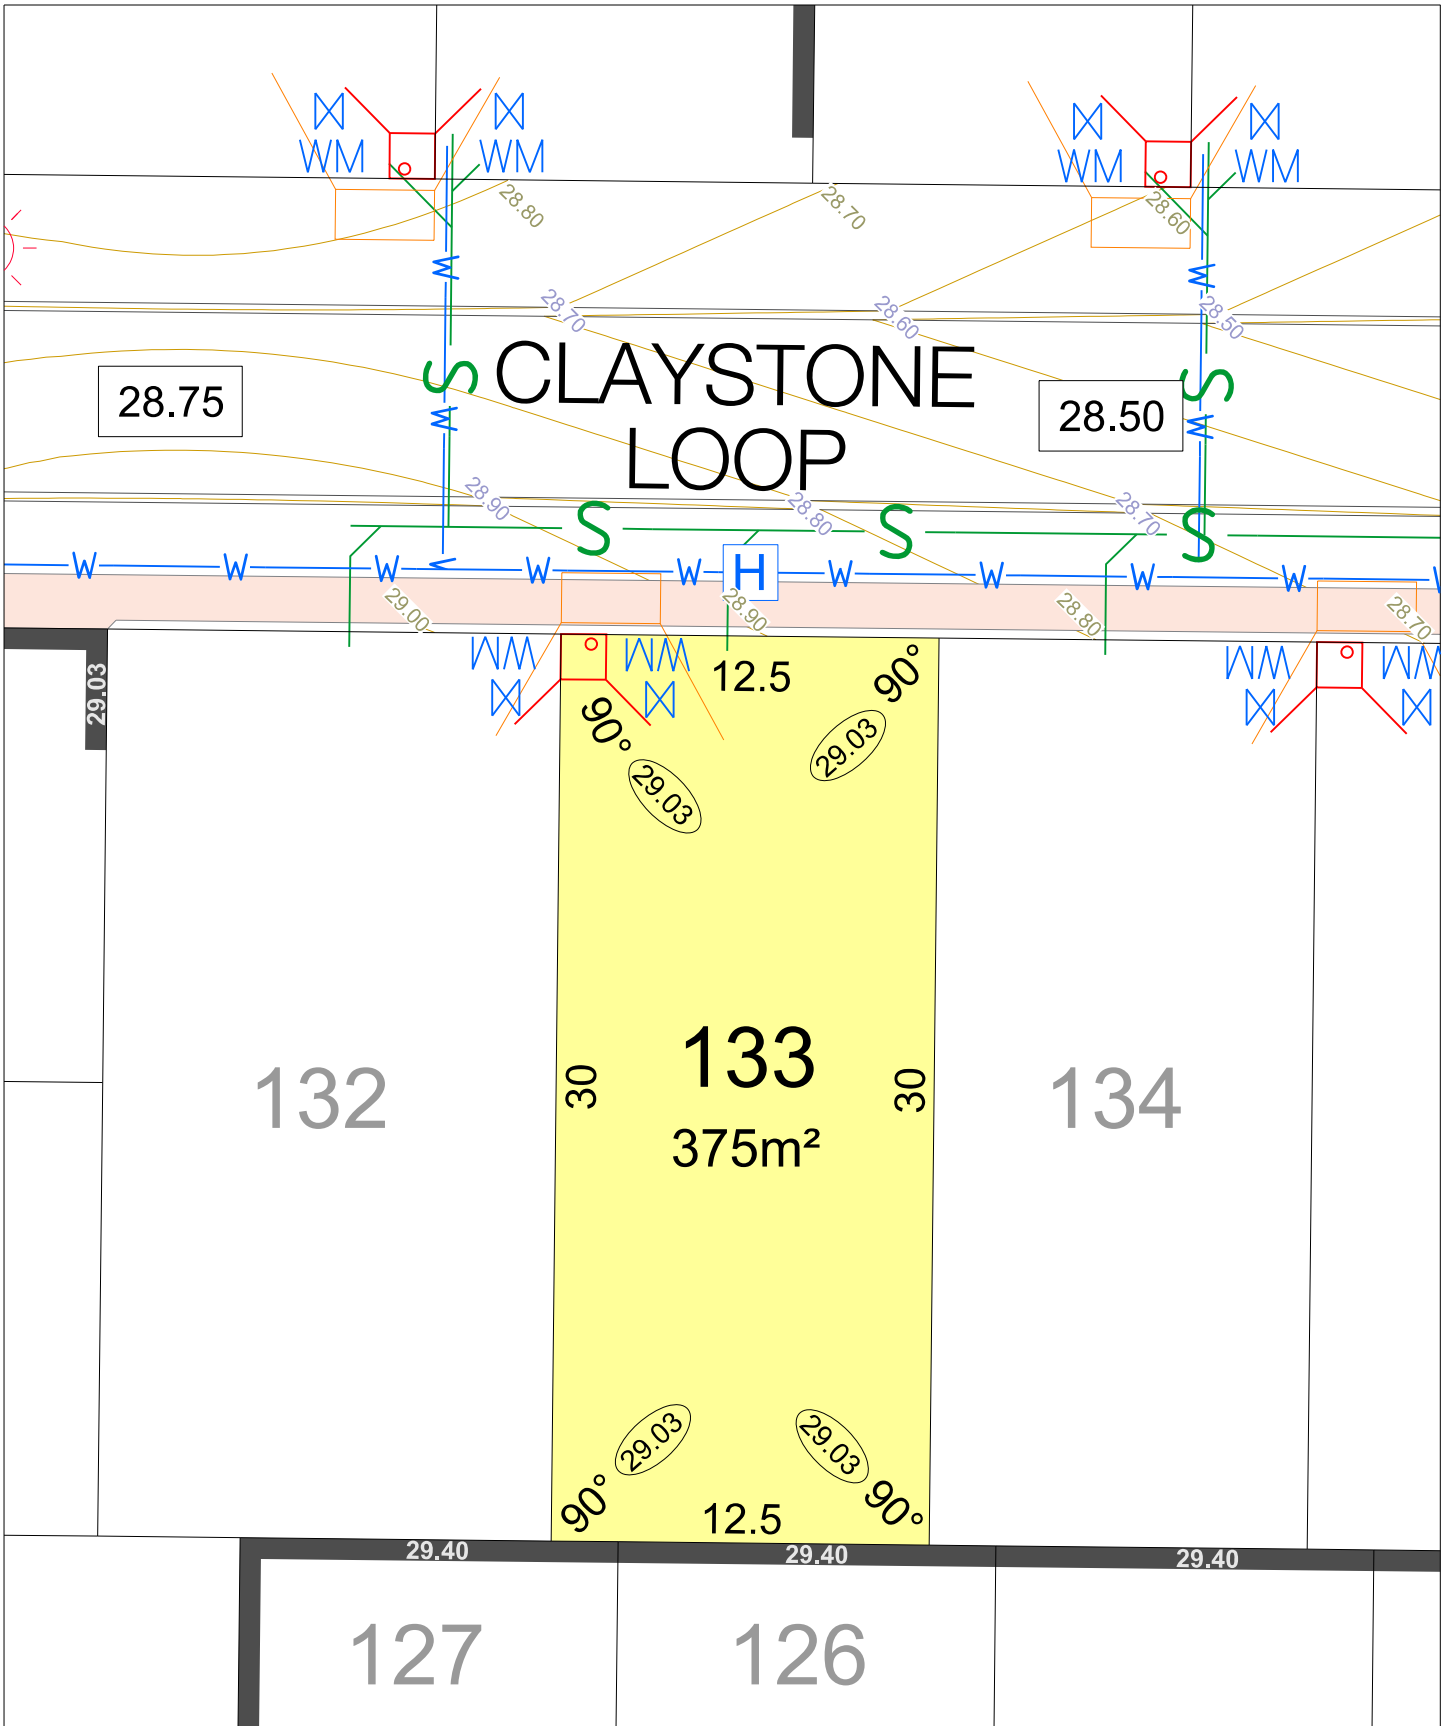 WM WM WM WM
28.80 28.70 28.60
W W
28.70 28.60 28.50
S S
CLAYSTONE
LOOP
28.75 28.50
W W
28.90 28.80 28.70
S S S
W W W W W H W W W W
29.00 28.90 28.80 28.70
WM WM WM WM
29.03
12.5
90° 90°
29.03 29.03
133
132 30 30 134
375m²
29.03 29.03
90° 90°
12.5
29.40 29.40 29.40
127 126